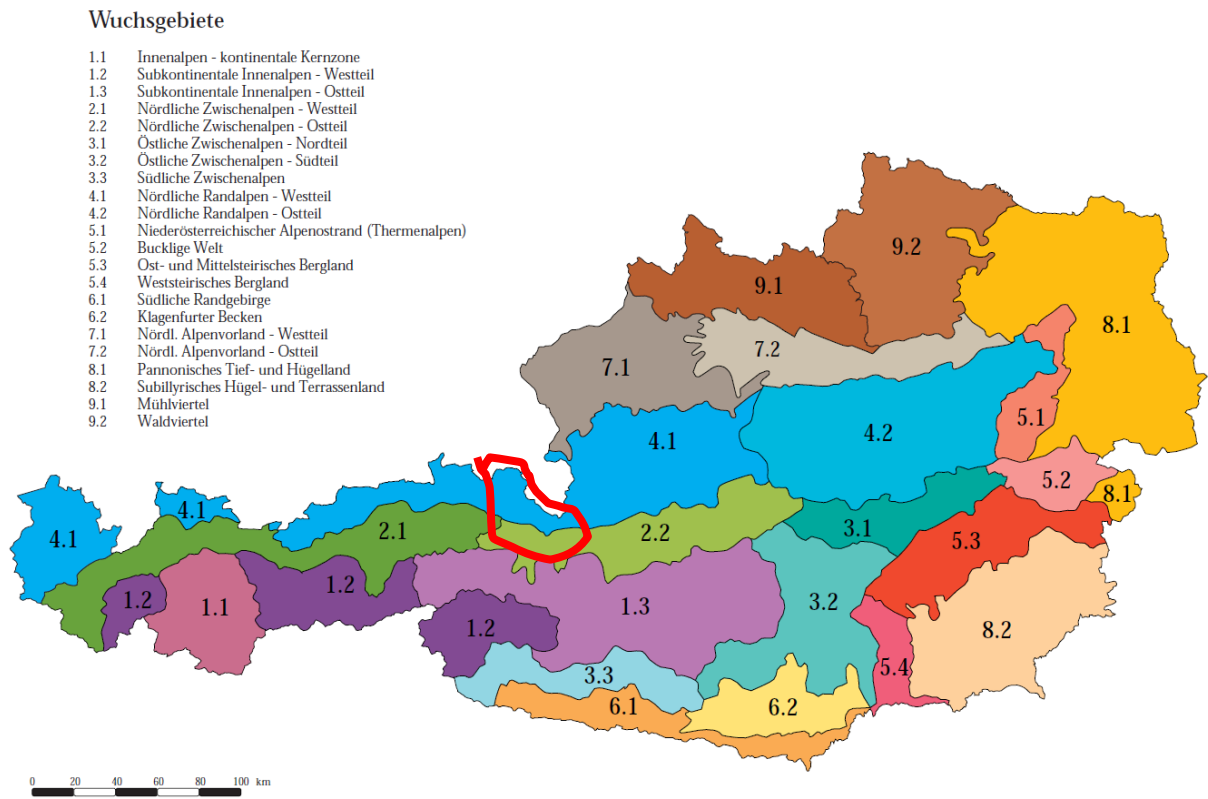 Wuchsgebiete
1.1 Innenalpen - kontinentale Kernzone
1.2 Subkontinentale Innenalpen - Westteil
1.3 Subkontinentale Innenalpen - Ostteil
2.1 Nördliche Zwischenalpen - Westteil
2.2 Nördliche Zwischenalpen - Ostteil
3.1 Östliche Zwischenalpen - Nordteil
3.2 Östliche Zwischenalpen - Südteil
3.3 Südliche Zwischenalpen
4.1 Nördliche Randalpen - Westteil
4.2 Nördliche Randalpen - Ostteil
5.1 Niederösterreichischer Alpenostrand (Thermenalpen)
5.2 Bucklige Welt
5.3 Ost- und Mittelsteirisches Bergland
5.4 Weststeirisches Bergland
6.1 Südliche Randgebirge
6.2 Klagenfurter Becken
7.1 Nördl. Alpenvorland - Westteil
7.2 Nördl. Alpenvorland - Ostteil
8.1 Pannonisches Tief- und Hügelland
8.2 Subillyrisches Hügel- und Terrassenland
9.1 Mühlviertel
9.2 Waldviertel
9.2
9.1
8.1
7.2
7.1
5.1
4.2
4.1
5.2
8.1
4.1
4.1
2.1
2.2
3.1
5.3
1.2
1.2
1.1
1.3
3.2
1.2
8.2
5.4
3.3
6.1
6.2
0 20 40 60 80 100 km